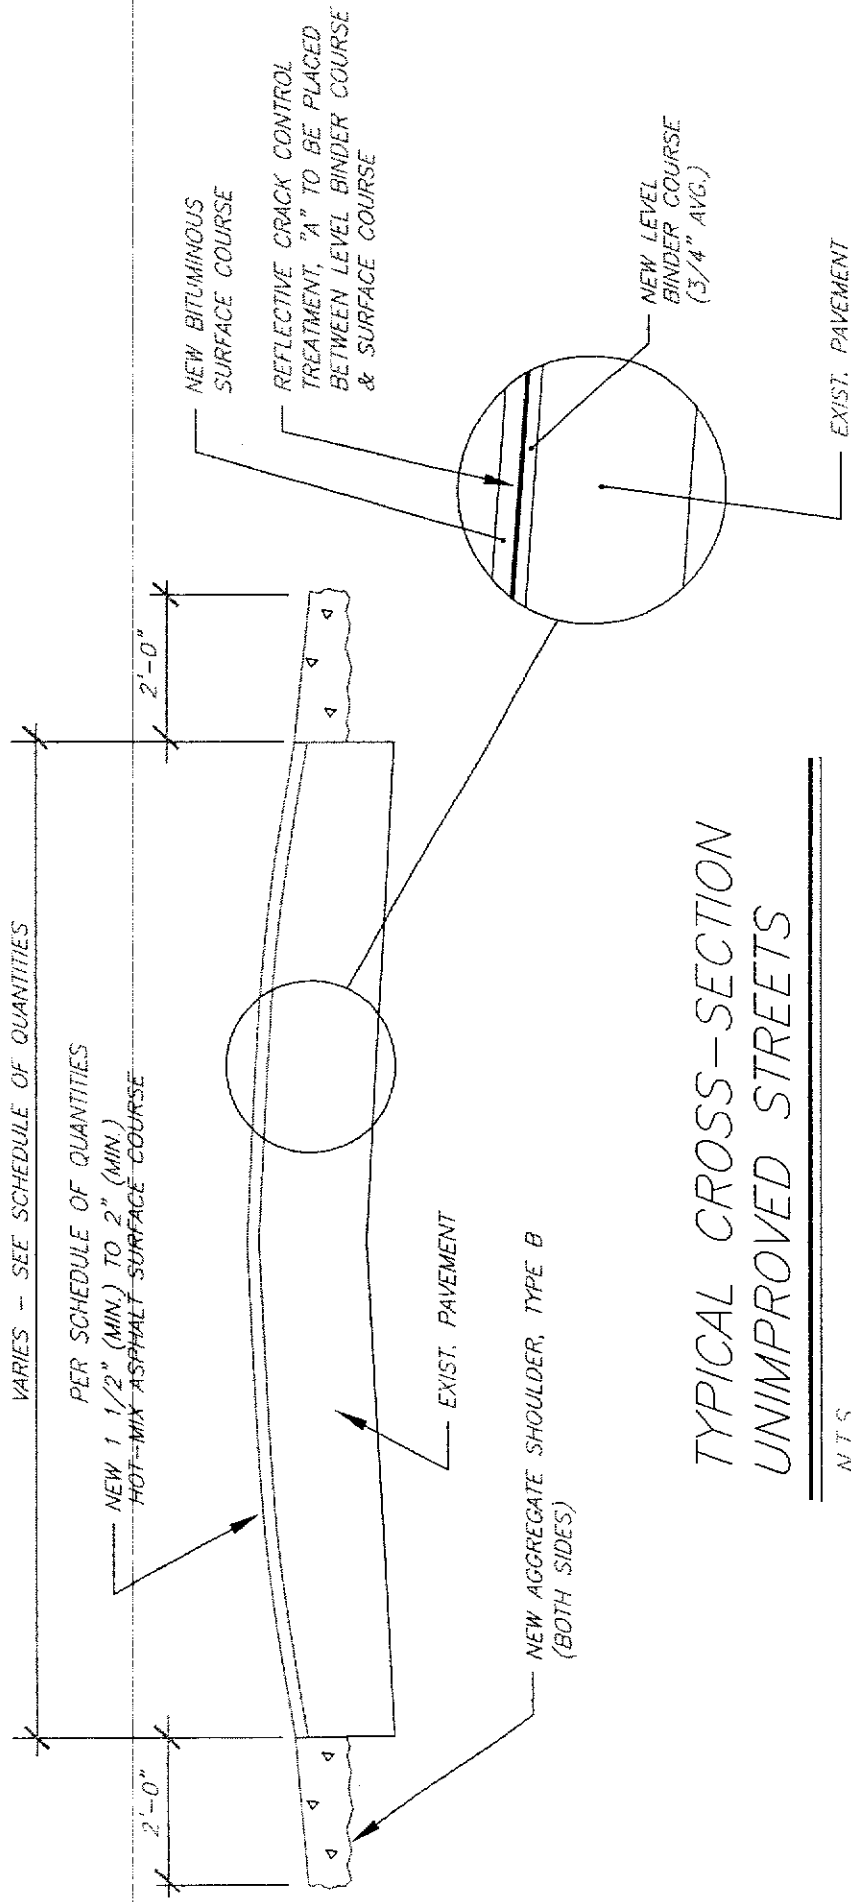 VARIES - SEE SCHEDULE OF QUANTITIES
2'-0"
2'-0"
PER SCHEDULE OF QUANTITIES
NEW 1 1/2" (MIN.) TO 2" (MIN.)
HOT-MIX ASPHALT SURFACE COURSE
NEW BITUMINOUS
SURFACE COURSE
REFLECTIVE CRACK CONTROL
TREATMENT, "A" TO BE PLACED
BETWEEN LEVEL BINDER COURSE
& SURFACE COURSE
EXIST. PAVEMENT
NEW AGGREGATE SHOULDER, TYPE B
(BOTH SIDES)
NEW LEVEL
BINDER COURSE
(3/4" AVG.)
EXIST. PAVEMENT
TYPICAL CROSS-SECTION
UNIMPROVED STREETS
N.T.S.